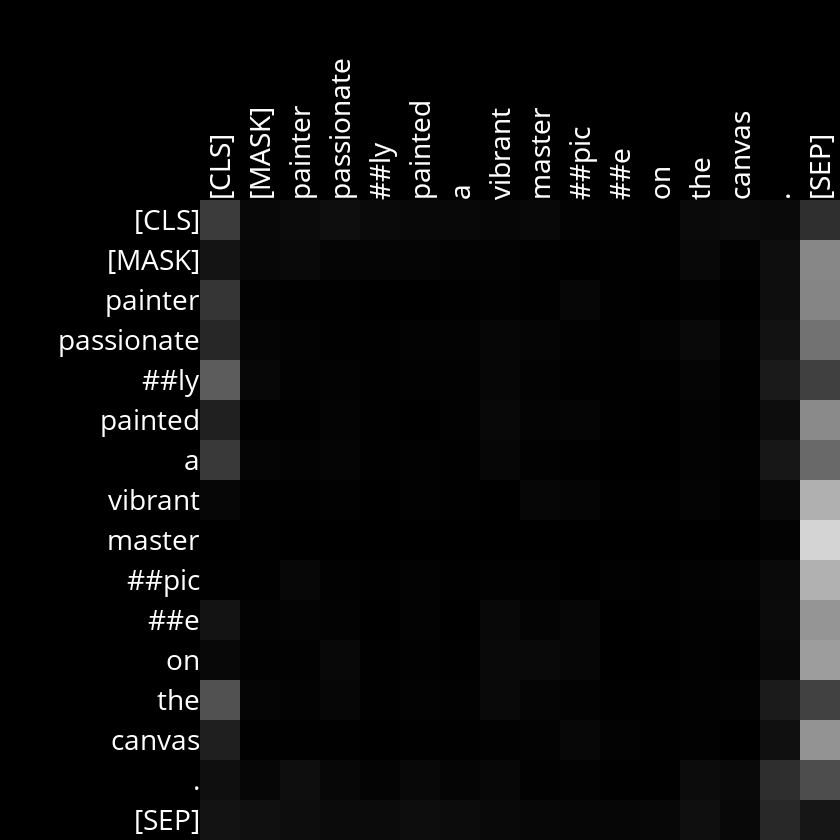 [CLS] [MASK] painter passionate ##ly painted a vibrant master ##pic ##e on the canvas . [SEP]
[CLS]
[MASK]
painter
passionate
##ly
painted
a
vibrant
master
##pic
##e
on
the
canvas
.
[SEP]